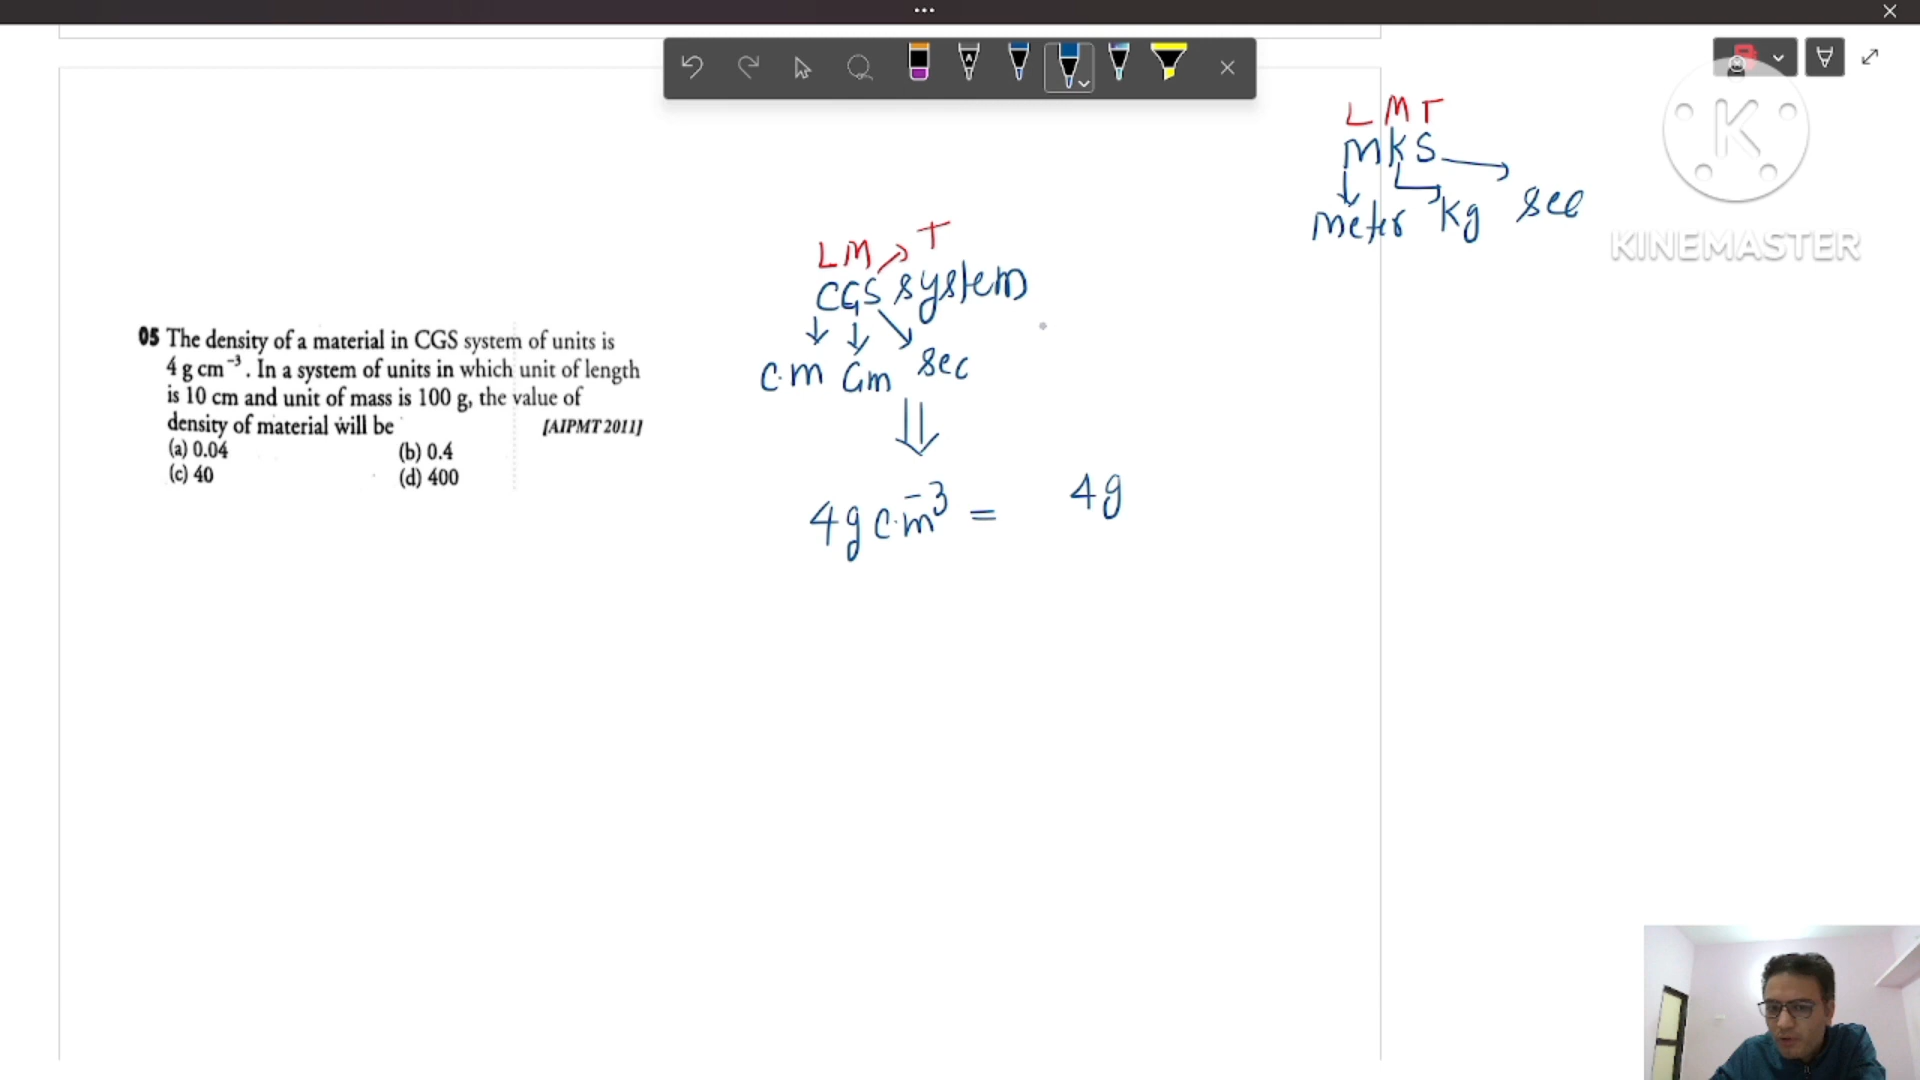 L M T
MKS
meter kg sec
KINEMASTER
L M T
CGS system
c.m Gm sec
05 The density of a material in CGS system of units is
4 g cm⁻³. In a system of units in which unit of length
is 10 cm and unit of mass is 100 g, the value of
density of material will be [AIPMT 2011]
(a) 0.04 (b) 0.4
(c) 40 (d) 400
4g c.m⁻³ = 4g